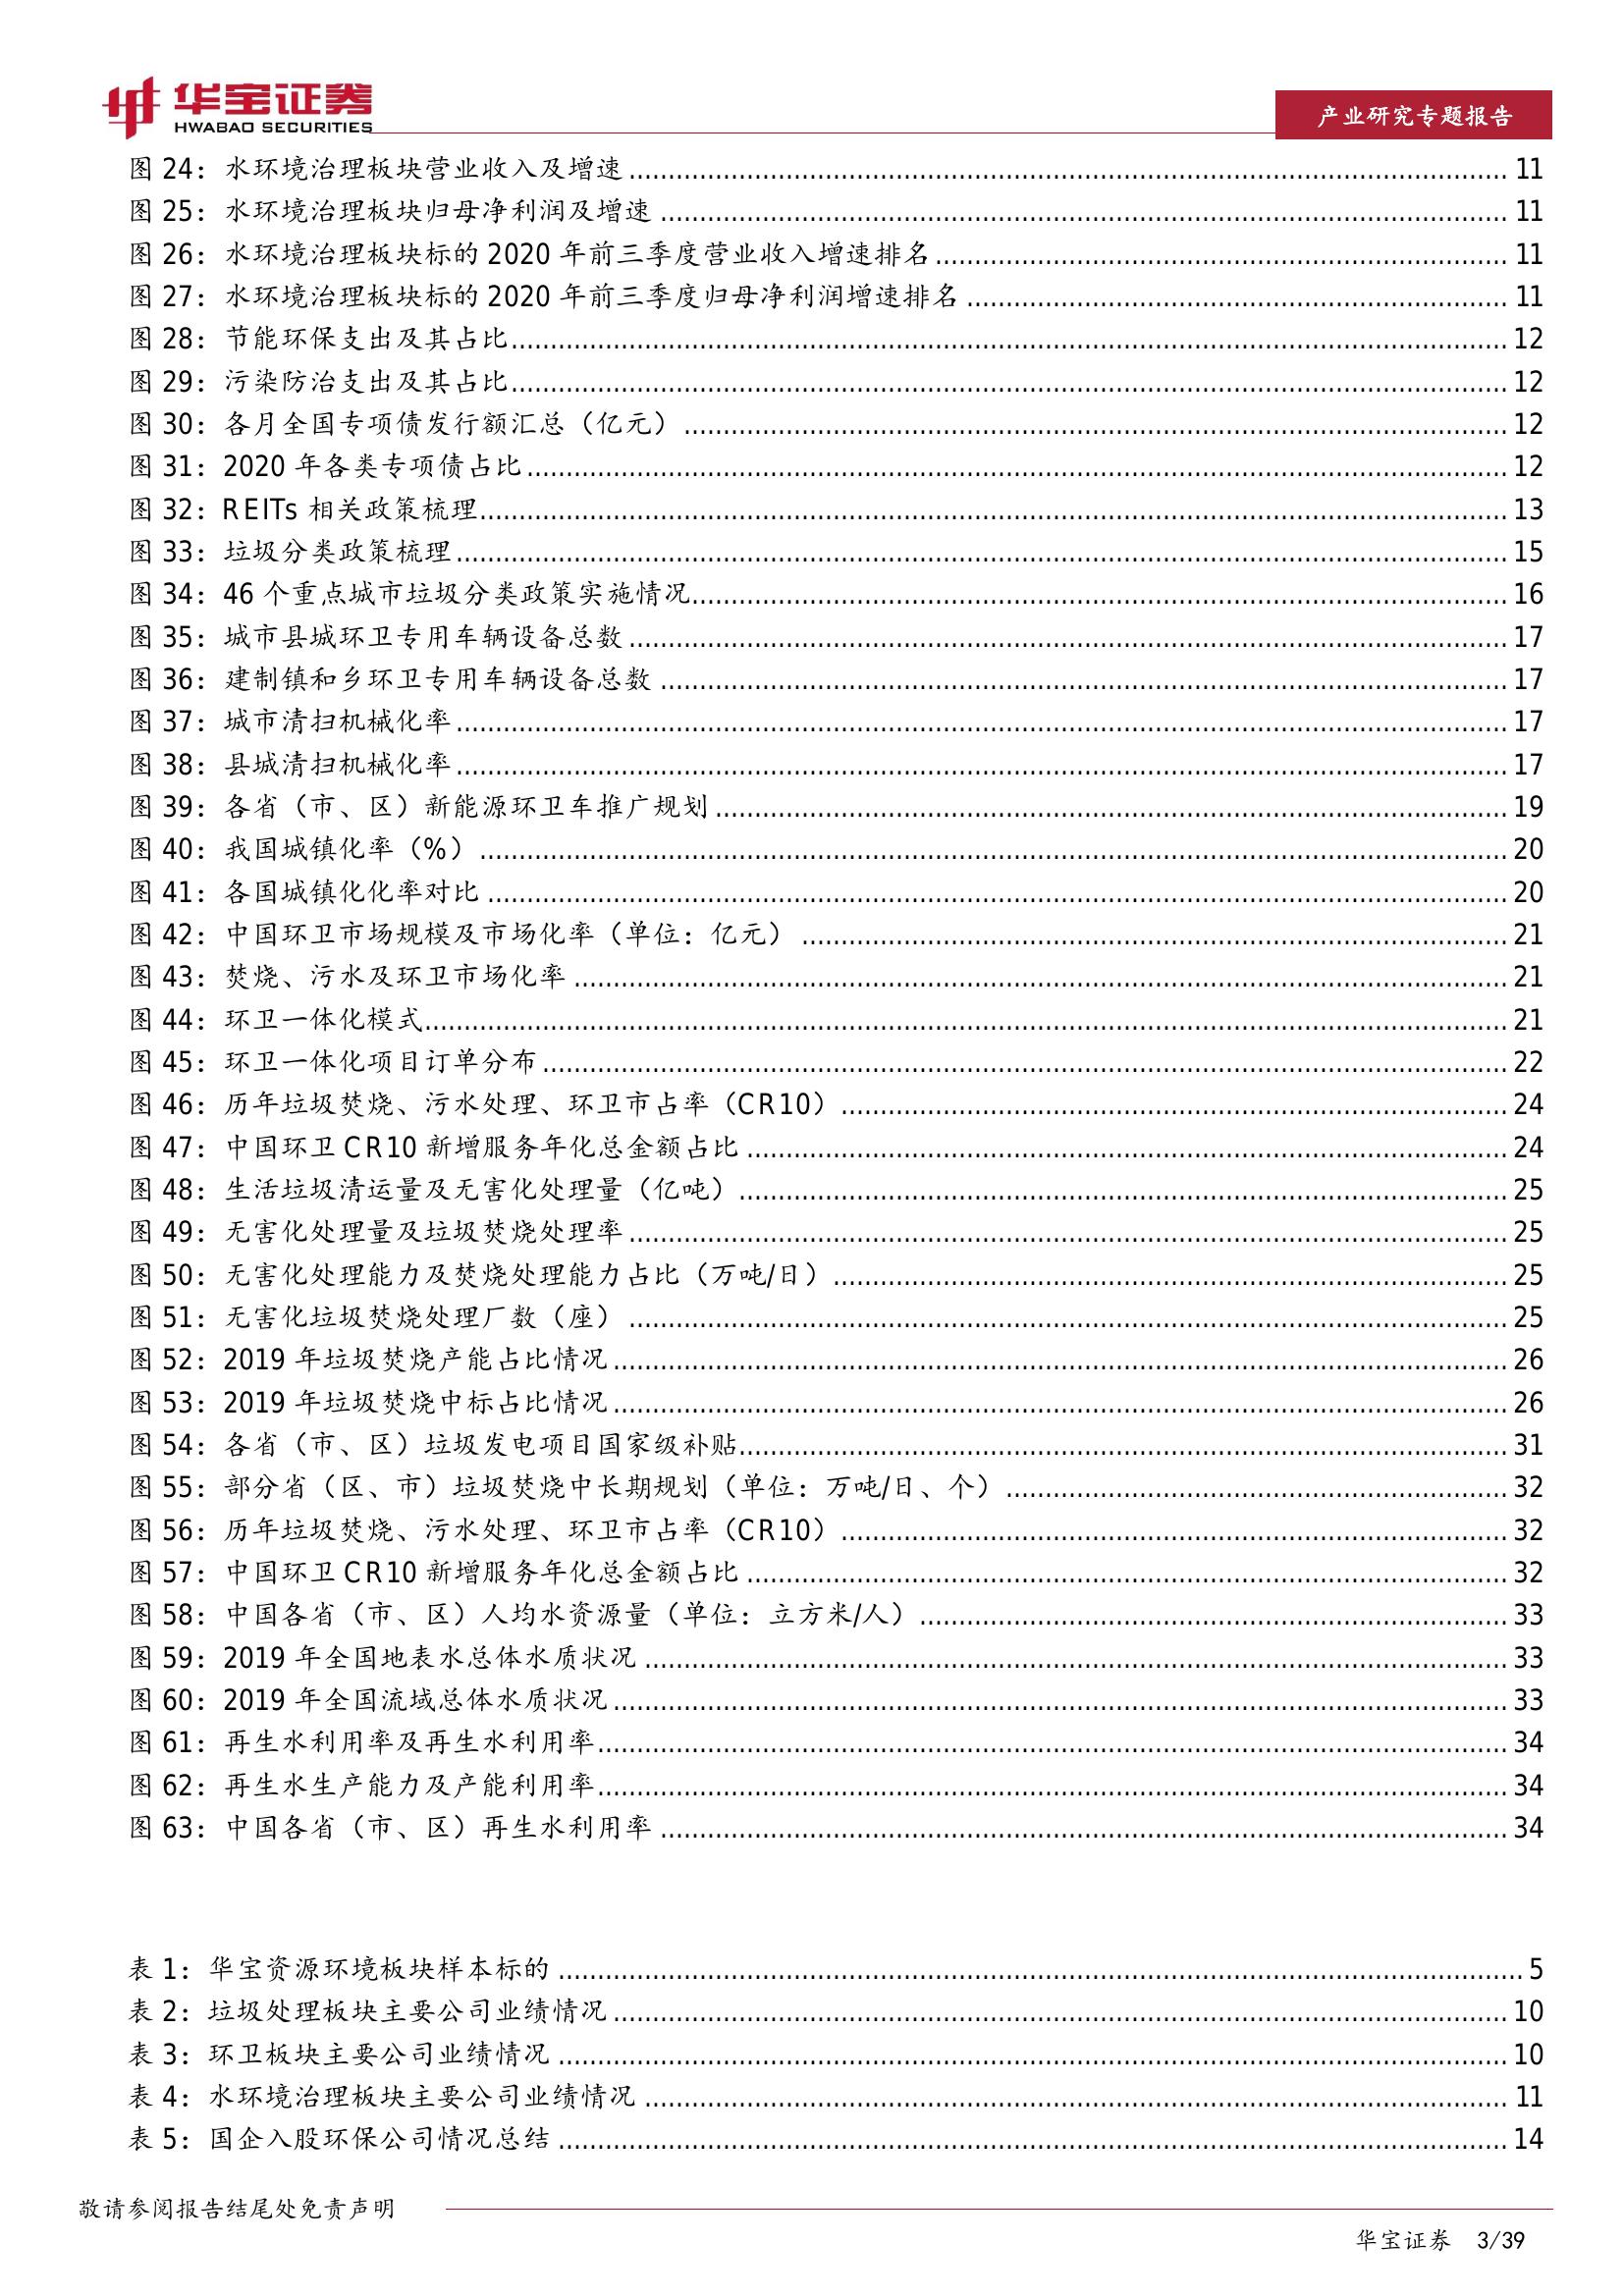 华宝证券
HWABAO SECURITIES
产业研究专题报告
图 24：水环境治理板块营业收入及增速 11
图 25：水环境治理板块归母净利润及增速 11
图 26：水环境治理板块标的 2020 年前三季度营业收入增速排名 11
图 27：水环境治理板块标的 2020 年前三季度归母净利润增速排名 11
图 28：节能环保支出及其占比 12
图 29：污染防治支出及其占比 12
图 30：各月全国专项债发行额汇总（亿元） 12
图 31：2020 年各类专项债占比 12
图 32：REITs 相关政策梳理 13
图 33：垃圾分类政策梳理 15
图 34：46 个重点城市垃圾分类政策实施情况 16
图 35：城市县城环卫专用车辆设备总数 17
图 36：建制镇和乡环卫专用车辆设备总数 17
图 37：城市清扫机械化率 17
图 38：县城清扫机械化率 17
图 39：各省（市、区）新能源环卫车推广规划 19
图 40：我国城镇化率（%） 20
图 41：各国城镇化化率对比 20
图 42：中国环卫市场规模及市场化率（单位：亿元） 21
图 43：焚烧、污水及环卫市场化率 21
图 44：环卫一体化模式 21
图 45：环卫一体化项目订单分布 22
图 46：历年垃圾焚烧、污水处理、环卫市占率（CR10） 24
图 47：中国环卫 CR10 新增服务年化总金额占比 24
图 48：生活垃圾清运量及无害化处理量（亿吨） 25
图 49：无害化处理量及垃圾焚烧处理率 25
图 50：无害化处理能力及焚烧处理能力占比（万吨/日） 25
图 51：无害化垃圾焚烧处理厂数（座） 25
图 52：2019 年垃圾焚烧产能占比情况 26
图 53：2019 年垃圾焚烧中标占比情况 26
图 54：各省（市、区）垃圾发电项目国家级补贴 31
图 55：部分省（区、市）垃圾焚烧中长期规划（单位：万吨/日、个） 32
图 56：历年垃圾焚烧、污水处理、环卫市占率（CR10） 32
图 57：中国环卫 CR10 新增服务年化总金额占比 32
图 58：中国各省（市、区）人均水资源量（单位：立方米/人） 33
图 59：2019 年全国地表水总体水质状况 33
图 60：2019 年全国流域总体水质状况 33
图 61：再生水利用率及再生水利用率 34
图 62：再生水生产能力及产能利用率 34
图 63：中国各省（市、区）再生水利用率 34
表 1：华宝资源环境板块样本标的 5
表 2：垃圾处理板块主要公司业绩情况 10
表 3：环卫板块主要公司业绩情况 10
表 4：水环境治理板块主要公司业绩情况 11
表 5：国企入股环保公司情况总结 14
敬请参阅报告结尾处免责声明
华宝证券 3/39